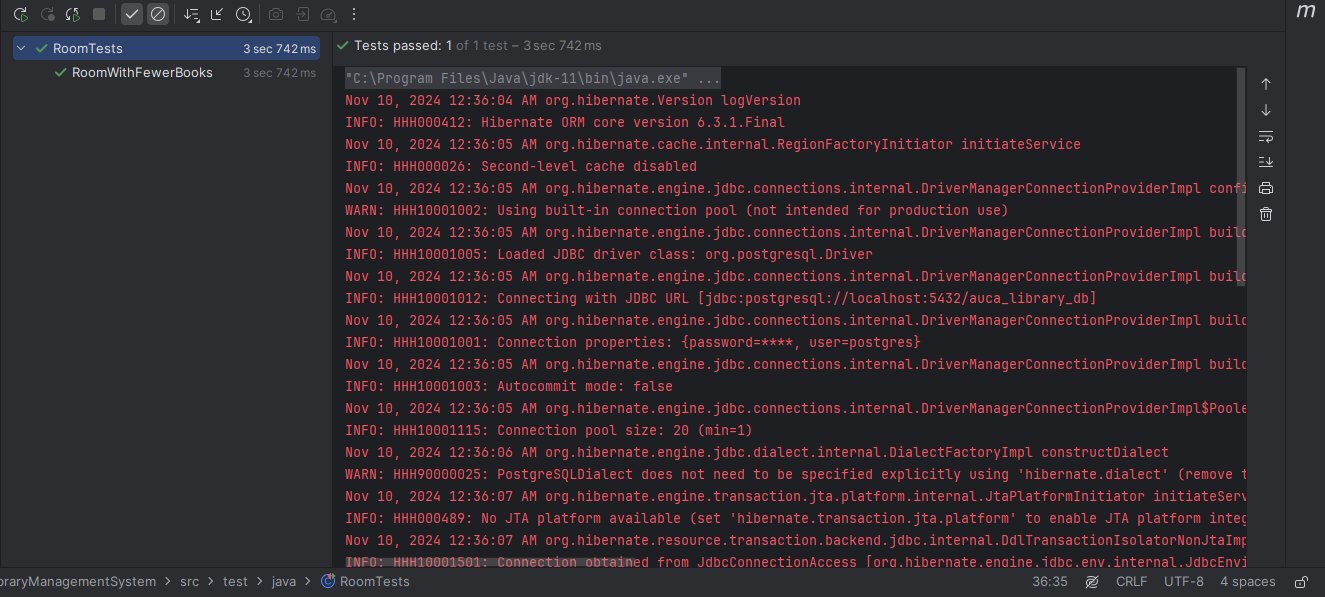 RoomTests 3 sec 742 ms
RoomWithFewerBooks 3 sec 742 ms
Tests passed: 1 of 1 test – 3 sec 742 ms
"C:\Program Files\Java\jdk-11\bin\java.exe" ...
Nov 10, 2024 12:36:04 AM org.hibernate.Version logVersion
INFO: HHH000412: Hibernate ORM core version 6.3.1.Final
Nov 10, 2024 12:36:05 AM org.hibernate.cache.internal.RegionFactoryInitiator initiateService
INFO: HHH000026: Second-level cache disabled
Nov 10, 2024 12:36:05 AM org.hibernate.engine.jdbc.connections.internal.DriverManagerConnectionProviderImpl confi
WARN: HHH10001002: Using built-in connection pool (not intended for production use)
Nov 10, 2024 12:36:05 AM org.hibernate.engine.jdbc.connections.internal.DriverManagerConnectionProviderImpl build
INFO: HHH10001005: Loaded JDBC driver class: org.postgresql.Driver
Nov 10, 2024 12:36:05 AM org.hibernate.engine.jdbc.connections.internal.DriverManagerConnectionProviderImpl build
INFO: HHH10001012: Connecting with JDBC URL [jdbc:postgresql://localhost:5432/auca_library_db]
Nov 10, 2024 12:36:05 AM org.hibernate.engine.jdbc.connections.internal.DriverManagerConnectionProviderImpl build
INFO: HHH10001001: Connection properties: {password=****, user=postgres}
Nov 10, 2024 12:36:05 AM org.hibernate.engine.jdbc.connections.internal.DriverManagerConnectionProviderImpl build
INFO: HHH10001003: Autocommit mode: false
Nov 10, 2024 12:36:05 AM org.hibernate.engine.jdbc.connections.internal.DriverManagerConnectionProviderImpl$Poole
INFO: HHH10001115: Connection pool size: 20 (min=1)
Nov 10, 2024 12:36:06 AM org.hibernate.engine.jdbc.dialect.internal.DialectFactoryImpl constructDialect
WARN: HHH90000025: PostgreSQLDialect does not need to be specified explicitly using 'hibernate.dialect' (remove t
Nov 10, 2024 12:36:07 AM org.hibernate.engine.transaction.jta.platform.internal.JtaPlatformInitiator initiateServ
INFO: HHH000489: No JTA platform available (set 'hibernate.transaction.jta.platform' to enable JTA platform integ
Nov 10, 2024 12:36:07 AM org.hibernate.resource.transaction.backend.jdbc.internal.DdlTransactionIsolatorNonJtaImp
INFO: HHH10001501: Connection obtained from JdbcConnectionAccess [org.hibernate.engine.jdbc.env.internal.JdbcEnvi
m
braryManagementSystem > src > test > java > RoomTests 36:35 CRLF UTF-8 4 spaces